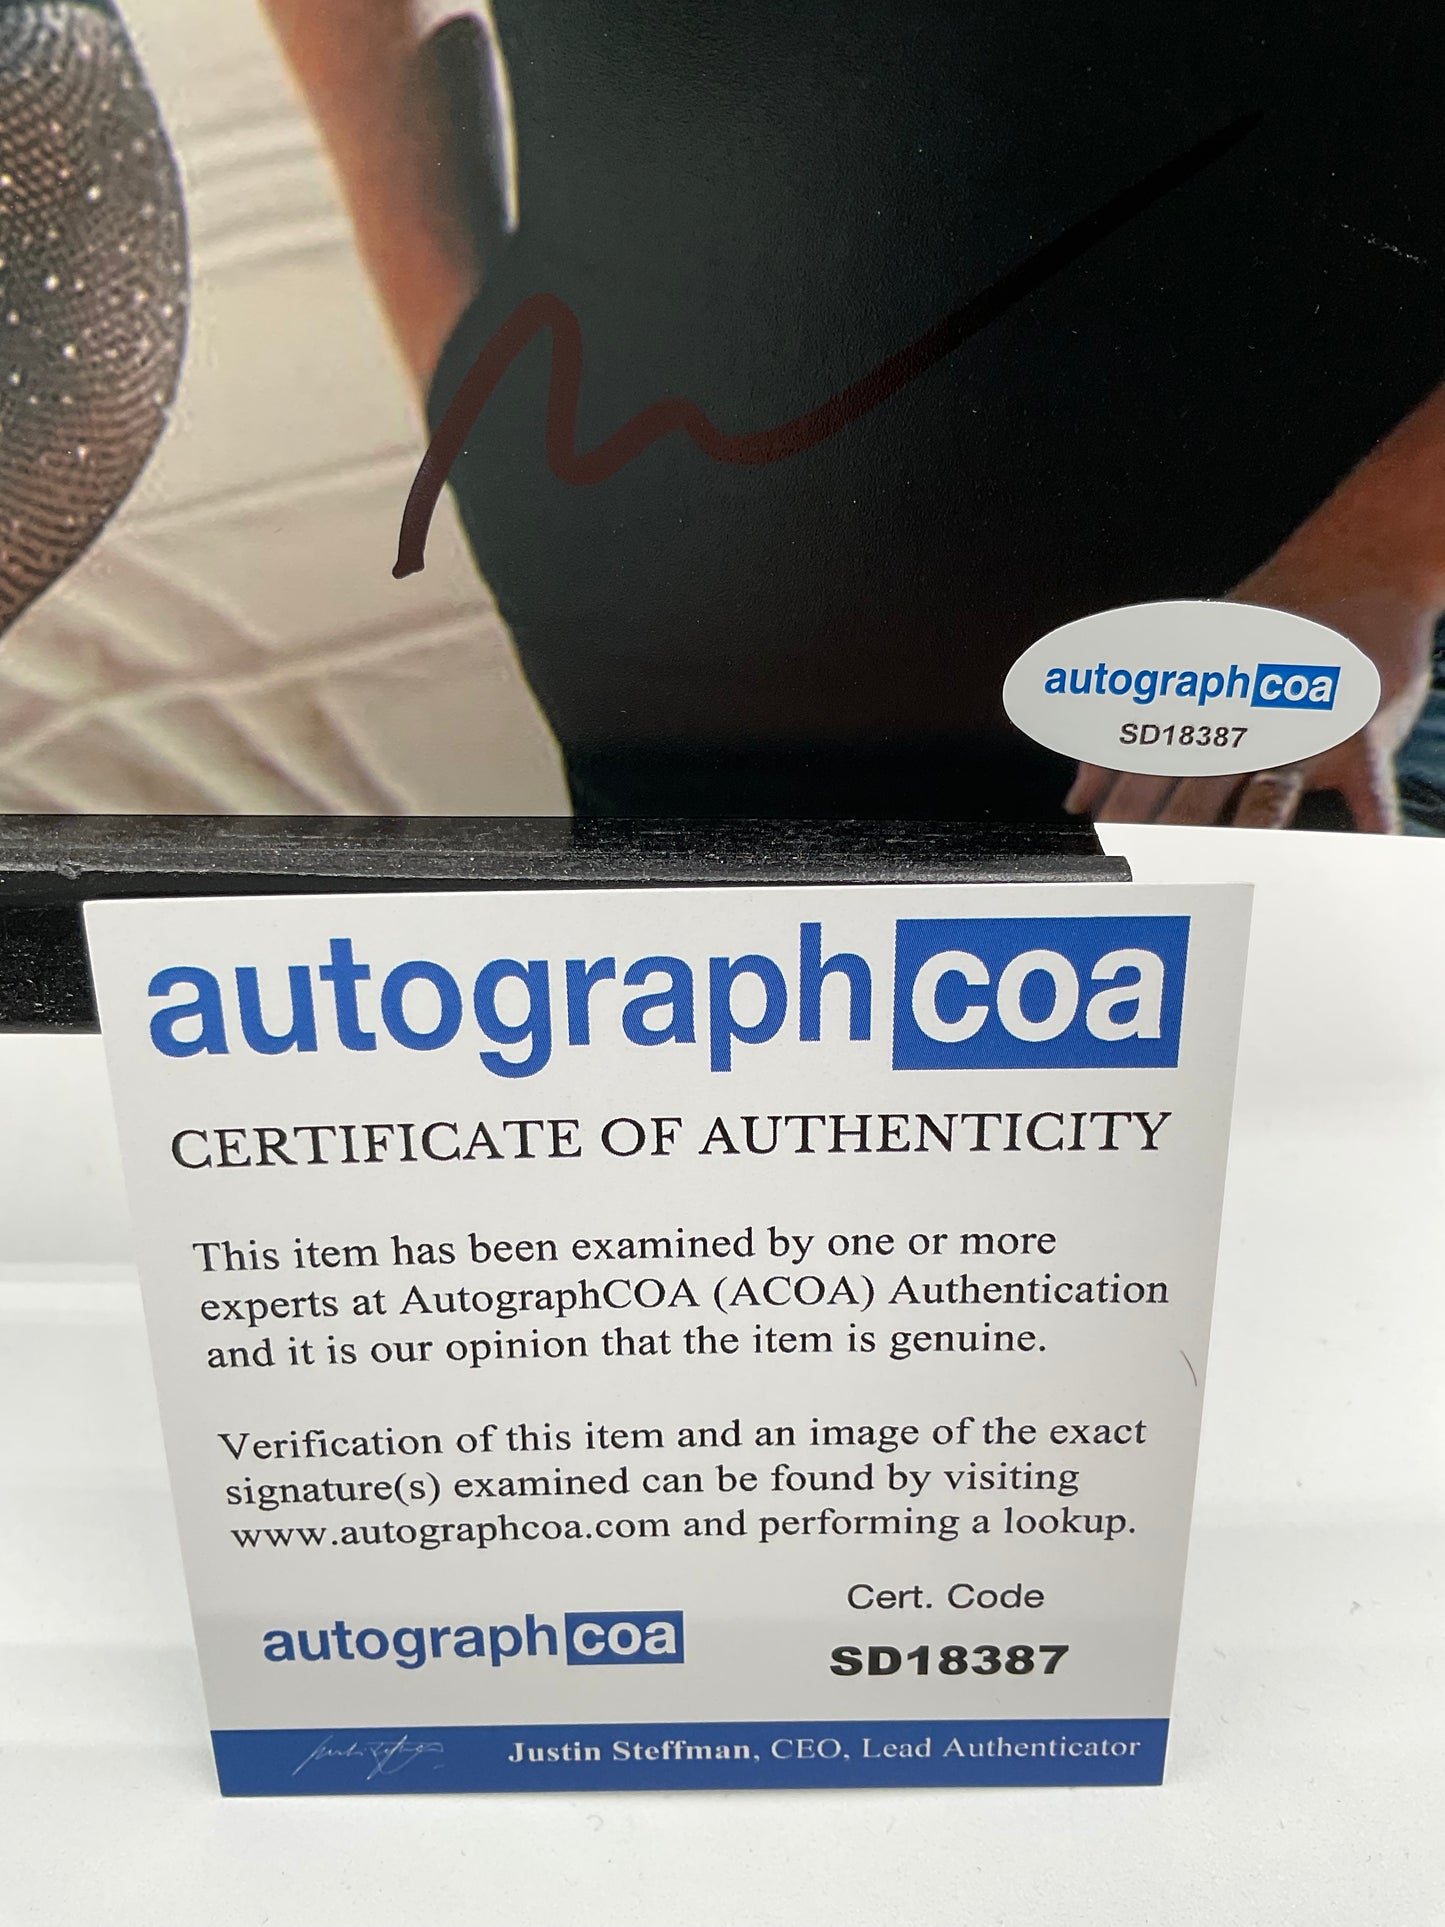 autographcoa
SD18387
autographcoa
CERTIFICATE OF AUTHENTICITY
This item has been examined by one or more
experts at AutographCOA (ACOA) Authentication
and it is our opinion that the item is genuine.
Verification of this item and an image of the exact
signature(s) examined can be found by visiting
www.autographcoa.com and performing a lookup.
Cert. Code
autographcoa
SD18387
Justin Steffman, CEO, Lead Authenticator